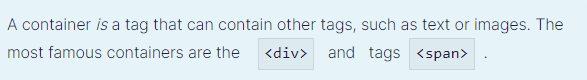 A container is a tag that can contain other tags, such as text or images. The
most famous containers are the <div> and tags <span> .